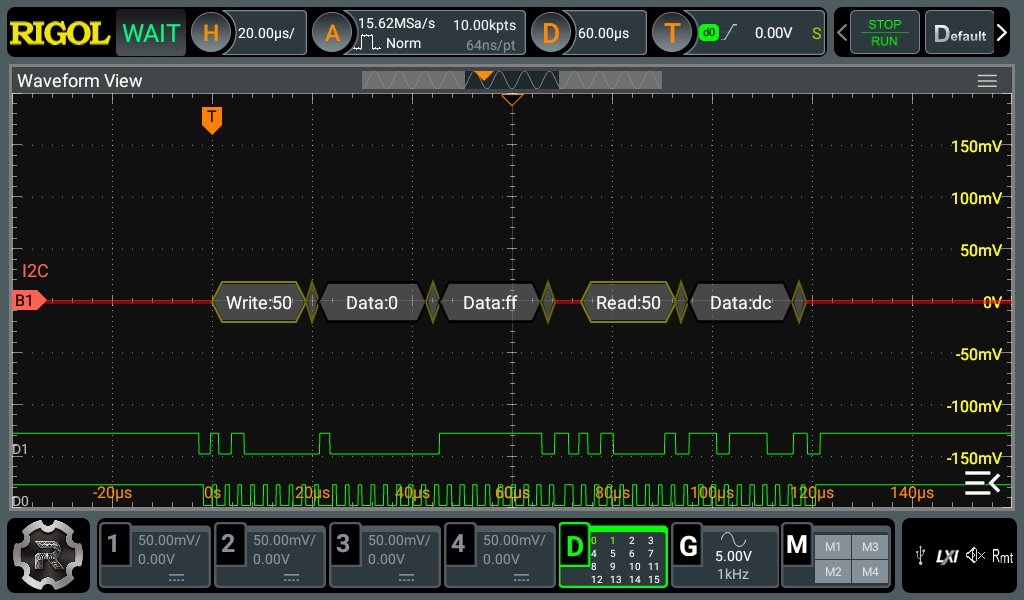 RIGOL WAIT H 20.00µs/ A 15.62MSa/s 10.00kpts D 60.00µs T d0 0.00V S STOP Default
Norm 64ns/pt RUN
Waveform View
T
150mV
100mV
50mV
I2C
B1 Write:50 Data:0 Data:ff Read:50 Data:dc 0V
-50mV
-100mV
D1 -150mV
D0 -20µs 0s 20µs 40µs 60µs 80µs 100µs 120µs 140µs
1 50.00mV/ 2 50.00mV/ 3 50.00mV/ 4 50.00mV/ D 0 1 2 3 G 5.00V M M1 M3
0.00V 0.00V 0.00V 0.00V 4 5 6 7 1kHz M2 M4 LXI Rmt
8 9 10 11
12 13 14 15
R